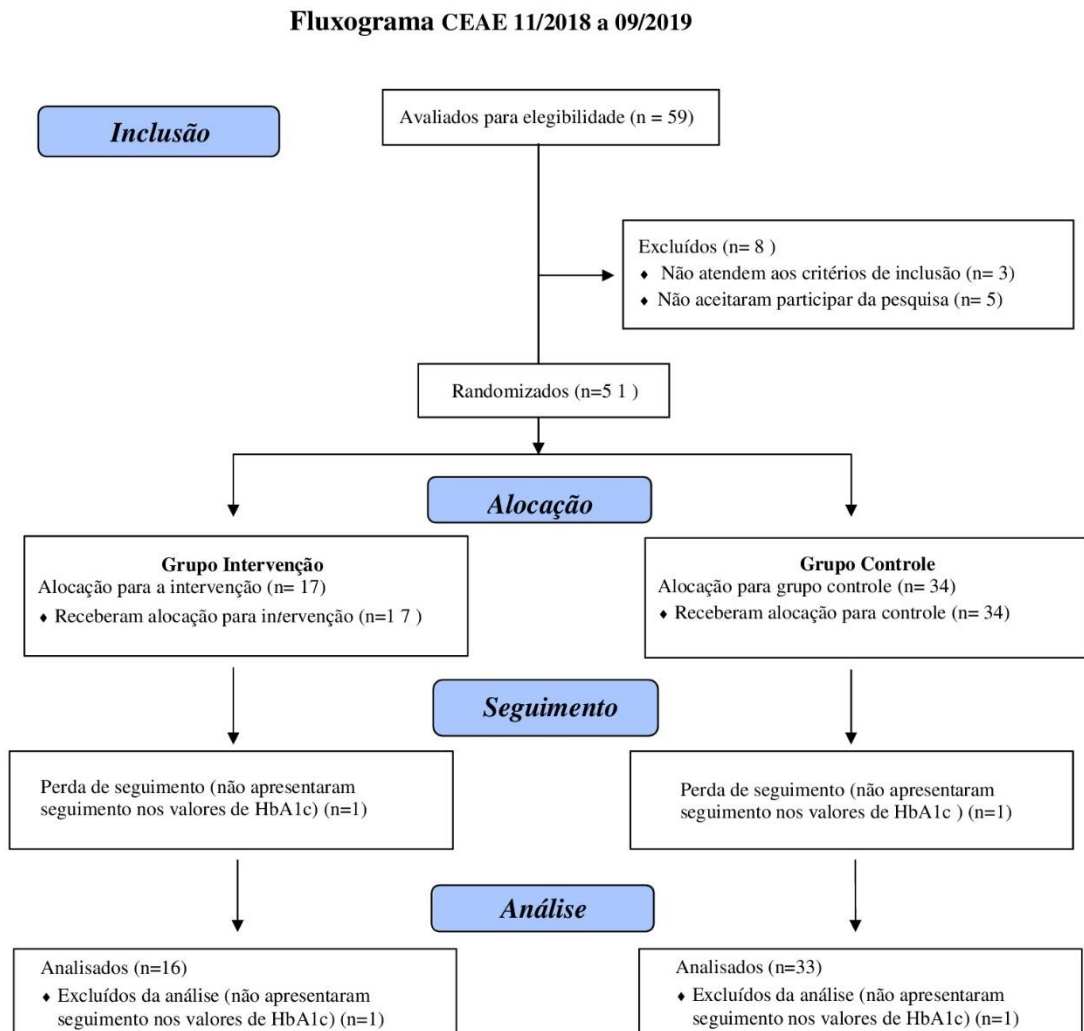 Fluxograma CEAE 11/2018 a 09/2019
Inclusão
Avaliados para elegibilidade (n = 59)
Excluídos (n= 8 )
♦ Não atendem aos critérios de inclusão (n= 3)
♦ Não aceitaram participar da pesquisa (n= 5)
Randomizados (n=5 1 )
Alocação
Grupo Intervenção
Alocação para a intervenção (n= 17)
♦ Receberam alocação para intervenção (n=1 7 )
Grupo Controle
Alocação para grupo controle (n= 34)
♦ Receberam alocação para controle (n= 34)
Seguimento
Perda de seguimento (não apresentaram
seguimento nos valores de HbA1c) (n=1)
Perda de seguimento (não apresentaram
seguimento nos valores de HbA1c ) (n=1)
Análise
Analisados (n=16)
♦ Excluídos da análise (não apresentaram
seguimento nos valores de HbA1c) (n=1)
Analisados (n=33)
♦ Excluídos da análise (não apresentaram
seguimento nos valores de HbA1c) (n=1)